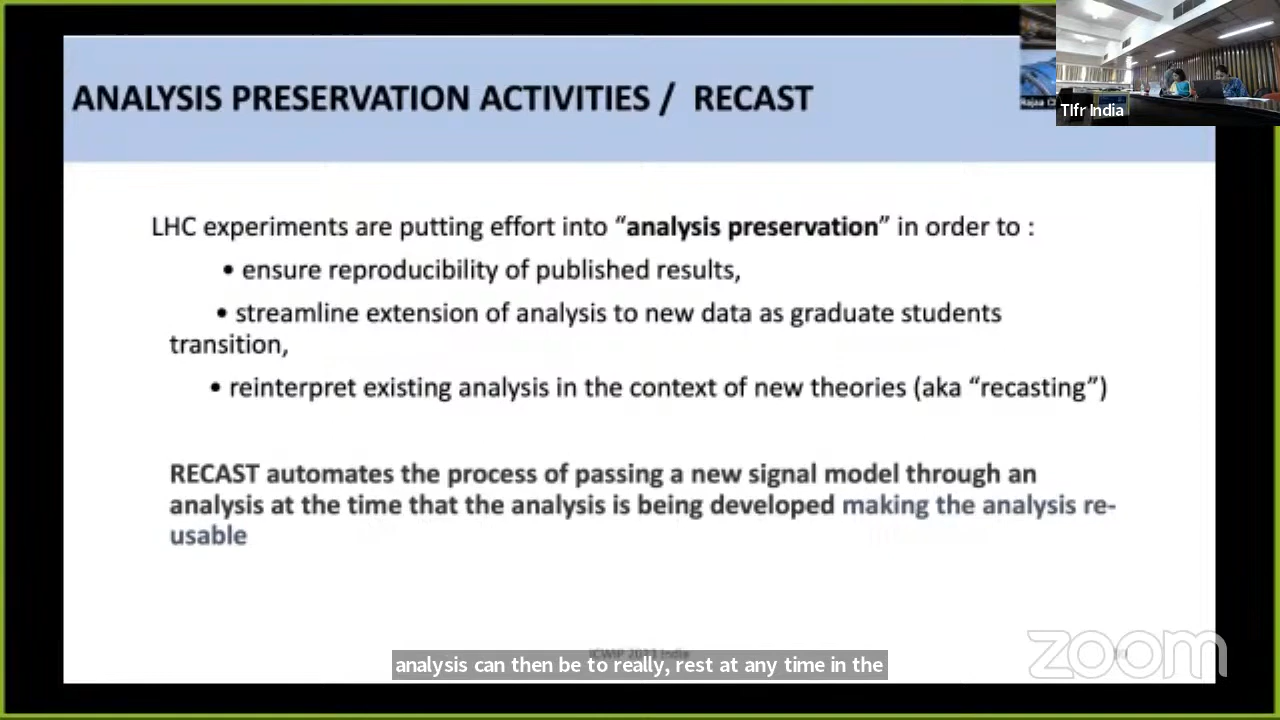 ANALYSIS PRESERVATION ACTIVITIES / RECAST
TIfr India
LHC experiments are putting effort into “analysis preservation” in order to :
• ensure reproducibility of published results,
• streamline extension of analysis to new data as graduate students
transition,
• reinterpret existing analysis in the context of new theories (aka “recasting”)
RECAST automates the process of passing a new signal model through an
analysis at the time that the analysis is being developed making the analysis re-
usable
analysis can then be to really, rest at any time in the
zoom